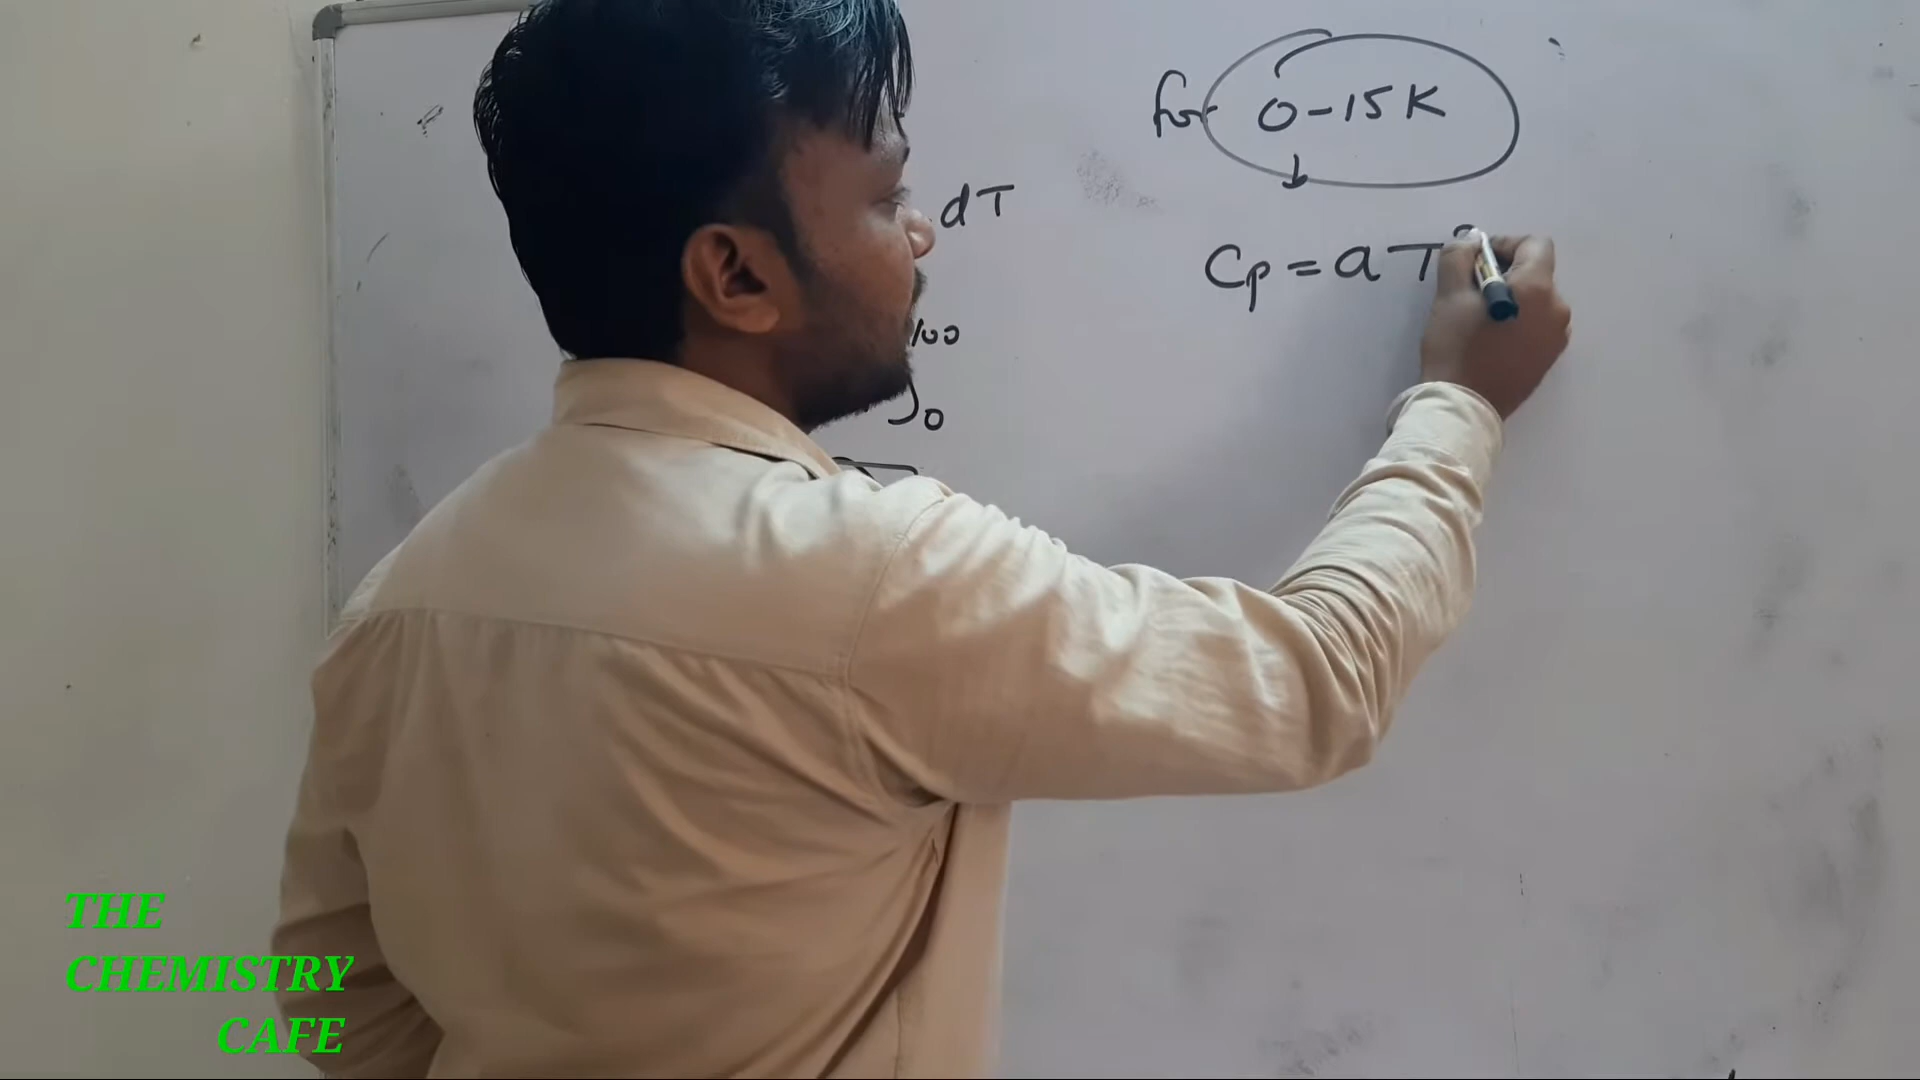 for 0-15K
dT
Cp = aT
100
0
THE
CHEMISTRY
CAFE